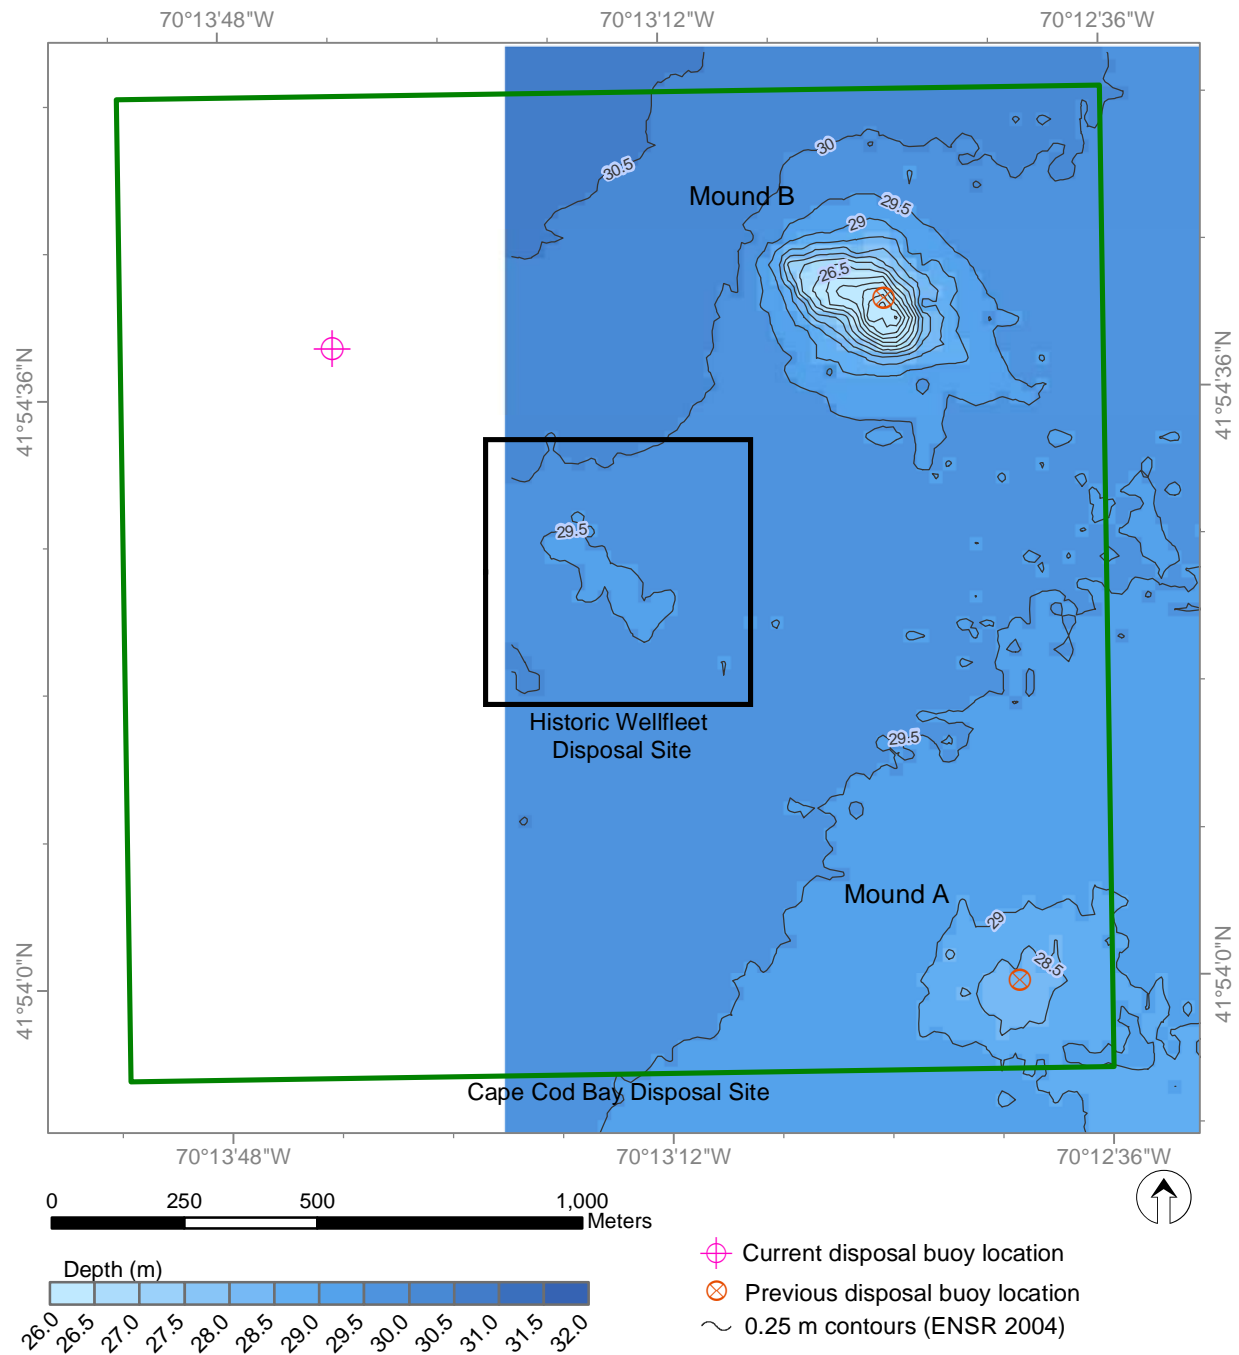 70°13'48"W
70°13'12"W
70°12'36"W
30.5
30
Mound B
29.5
29
26.5
41°54'36"N
41°54'36"N
29.5
Historic Wellfleet
Disposal Site
29.5
Mound A
29
28.5
41°54'0"N
41°54'0"N
Cape Cod Bay Disposal Site
70°13'48"W
70°13'12"W
70°12'36"W
0 250 500 1,000
Meters
Depth (m)
26.0 26.5 27.0 27.5 28.0 28.5 29.0 29.5 30.0 30.5 31.0 31.5 32.0
Current disposal buoy location
Previous disposal buoy location
0.25 m contours (ENSR 2004)